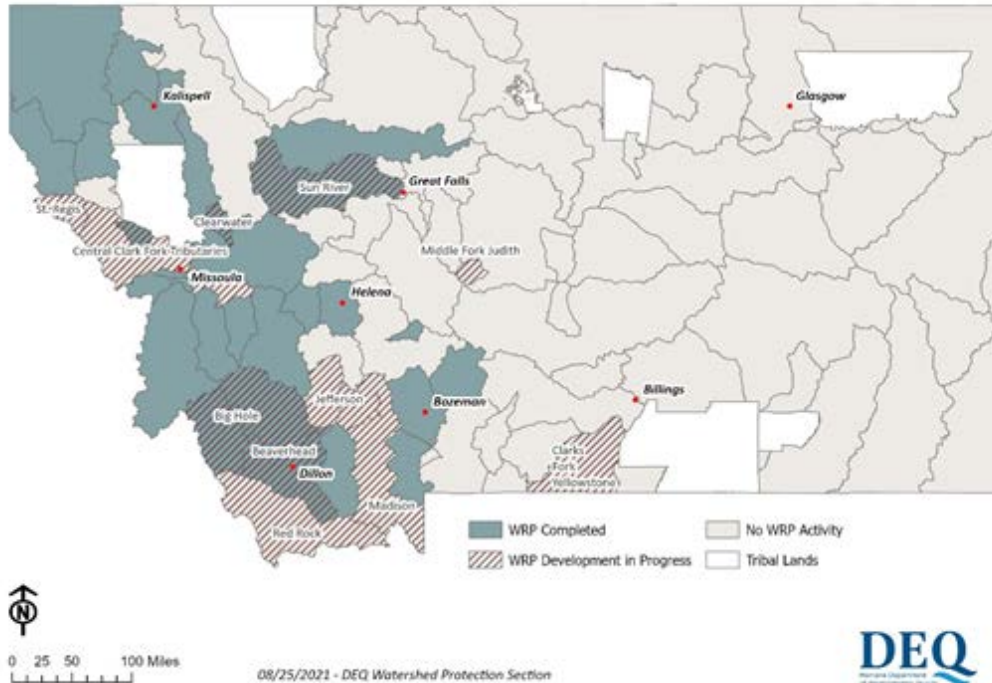 Kalispell
Glasgow
Sun River
Great Falls
St. Regis
Clearwater
Central Clark Fork Tributaries
Middle Fork Judith
Missoula
Helena
Jefferson
Bozeman
Billings
Big Hole
Beaverhead
Dillon
Clarks
Fork
Yellowstone
Madison
Red Rock
WRP Completed
No WRP Activity
WRP Development in Progress
Tribal Lands
N
0 25 50 100 Miles
08/25/2021 - DEQ Watershed Protection Section
DEQ
Montana Department